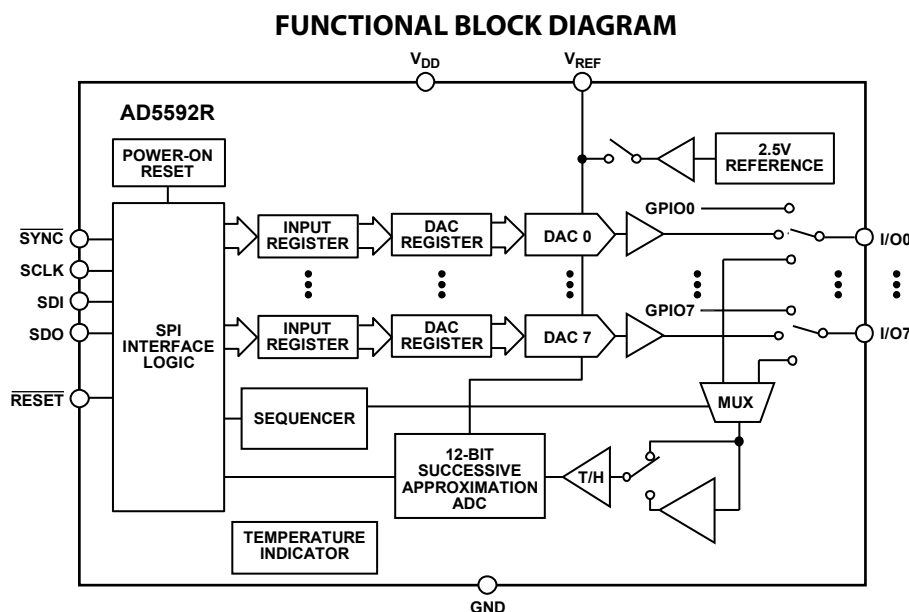 FUNCTIONAL BLOCK DIAGRAM
VDD
VREF
AD5592R
POWER-ON
RESET
2.5V
REFERENCE
SYNC
SCLK
SDI
SDO
RESET
SPI
INTERFACE
LOGIC
INPUT
REGISTER
DAC
REGISTER
DAC 0
GPIO0
I/O0
INPUT
REGISTER
DAC
REGISTER
DAC 7
GPIO7
I/O7
SEQUENCER
MUX
12-BIT
SUCCESSIVE
APPROXIMATION
ADC
T/H
TEMPERATURE
INDICATOR
GND